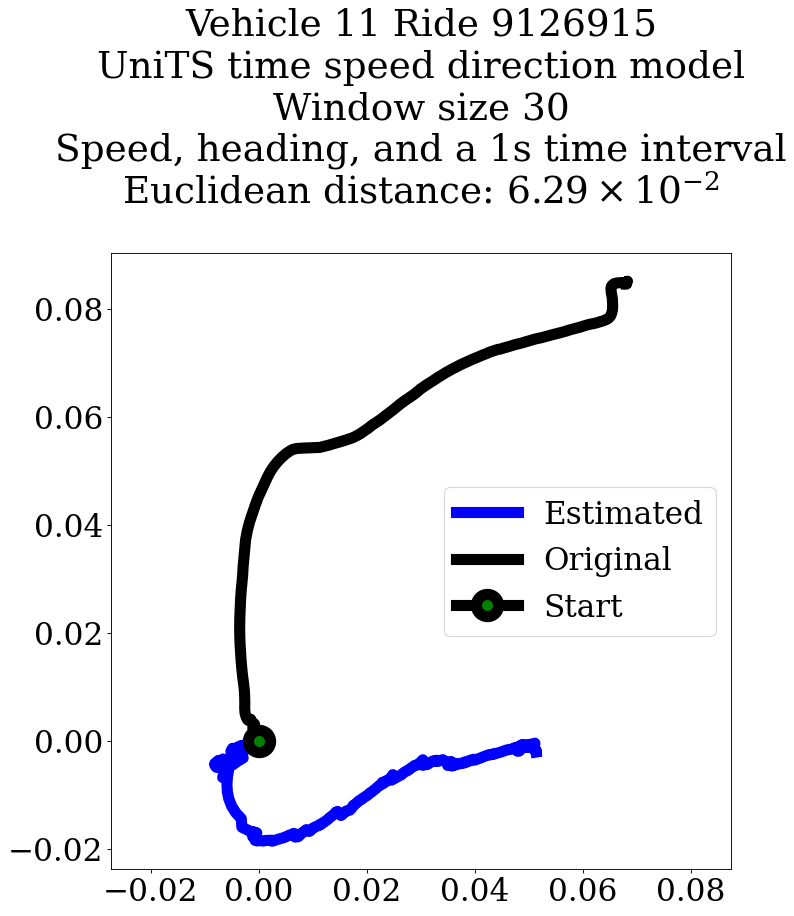 Vehicle 11 Ride 9126915
UniTS time speed direction model
Window size 30
Speed, heading, and a 1s time interval
Euclidean distance: 6.29 × 10⁻²
0.08
0.06
0.04
0.02
0.00
−0.02
Estimated
Original
Start
−0.02 0.00 0.02 0.04 0.06 0.08